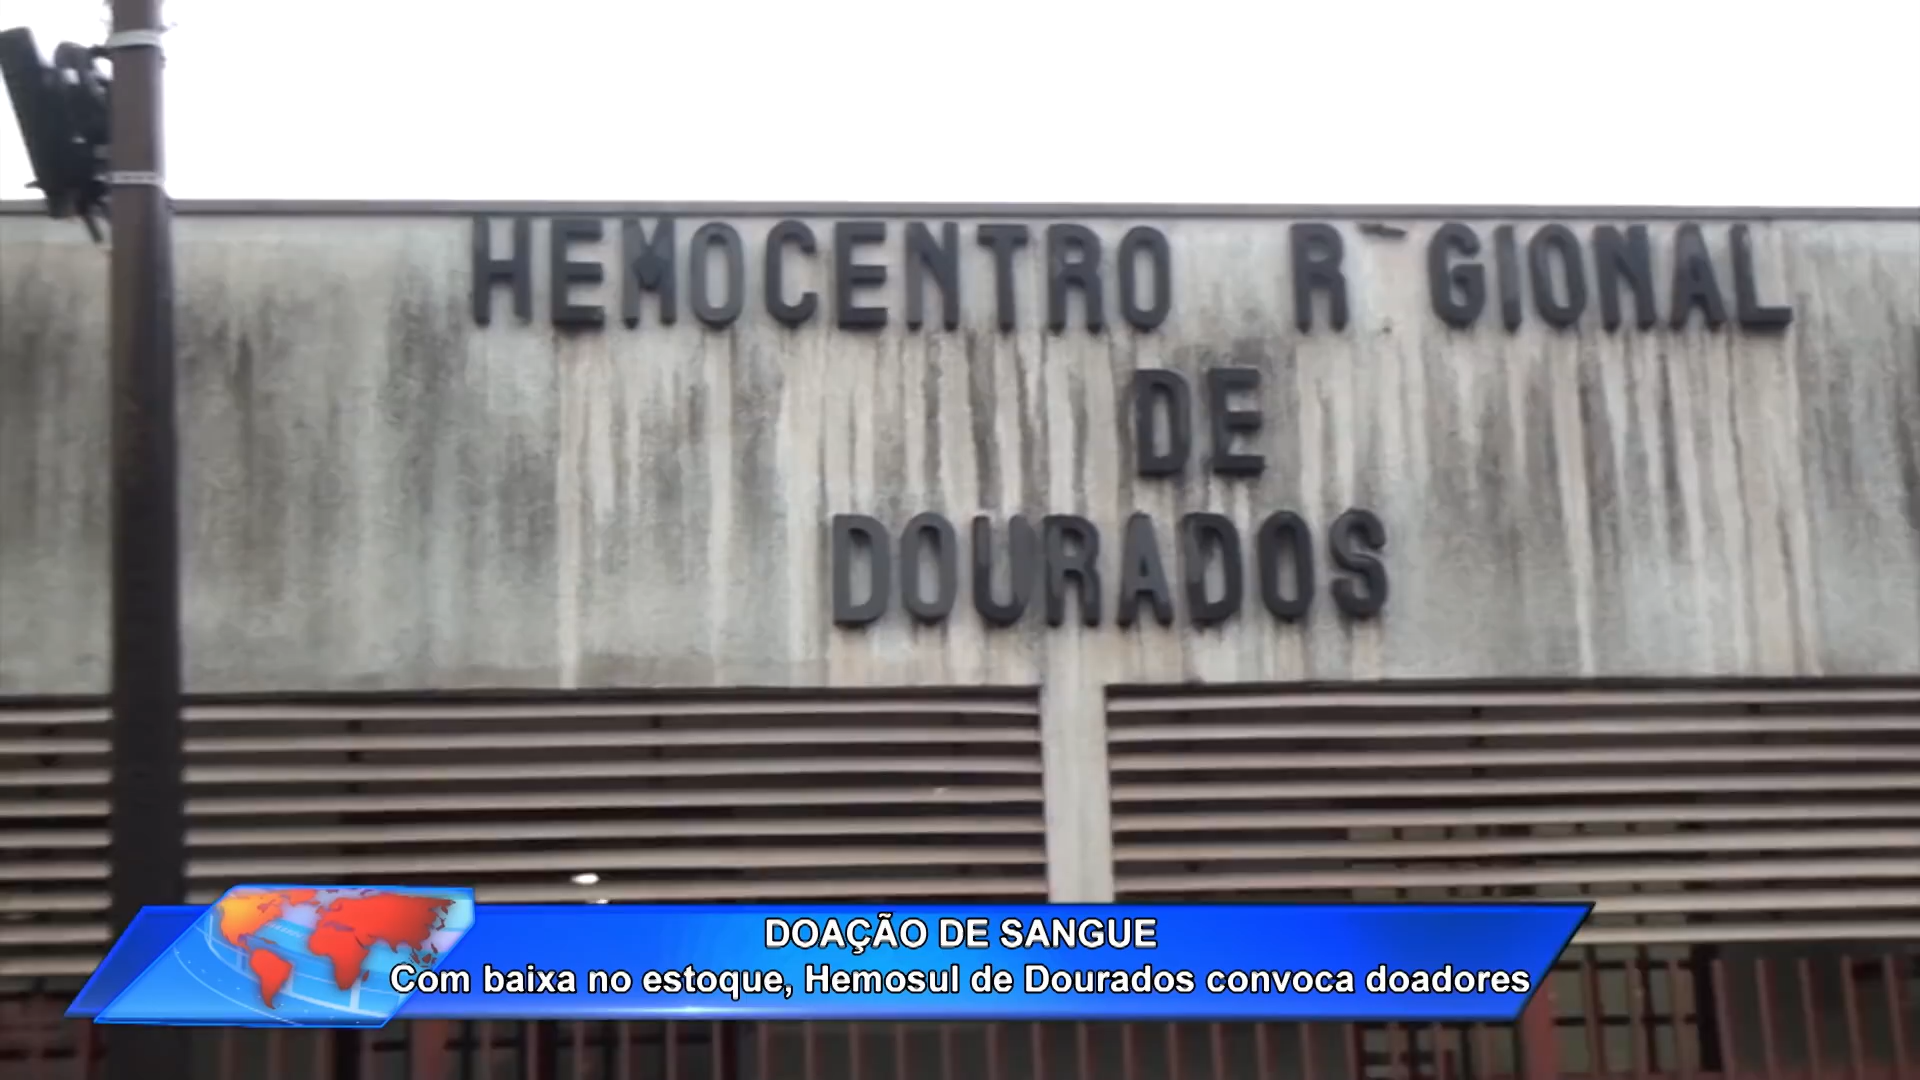 HEMOCENTRO R GIONAL
DE
DOURADOS
DOAÇÃO DE SANGUE
Com baixa no estoque, Hemosul de Dourados convoca doadores